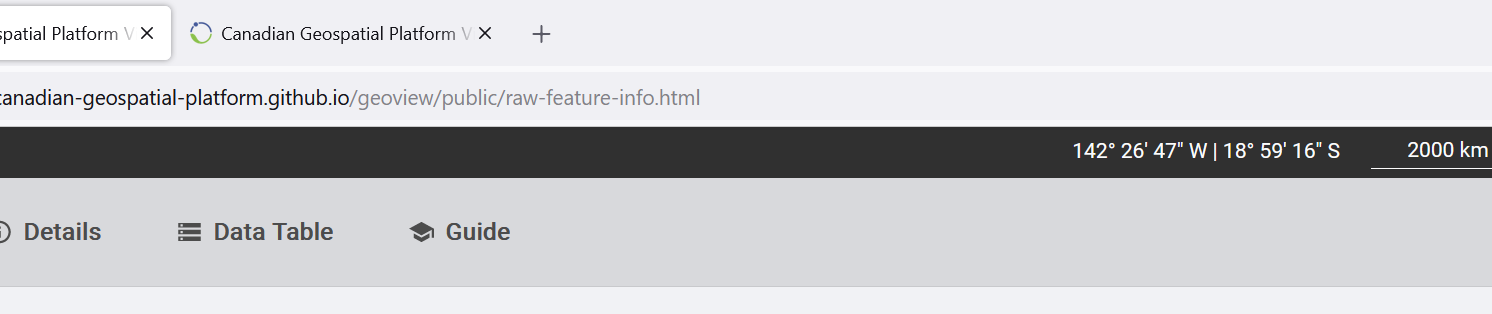 spatial Platform V Canadian Geospatial Platform V
canadian-geospatial-platform.github.io/geoview/public/raw-feature-info.html
142° 26' 47" W | 18° 59' 16" S 2000 km
Details Data Table Guide